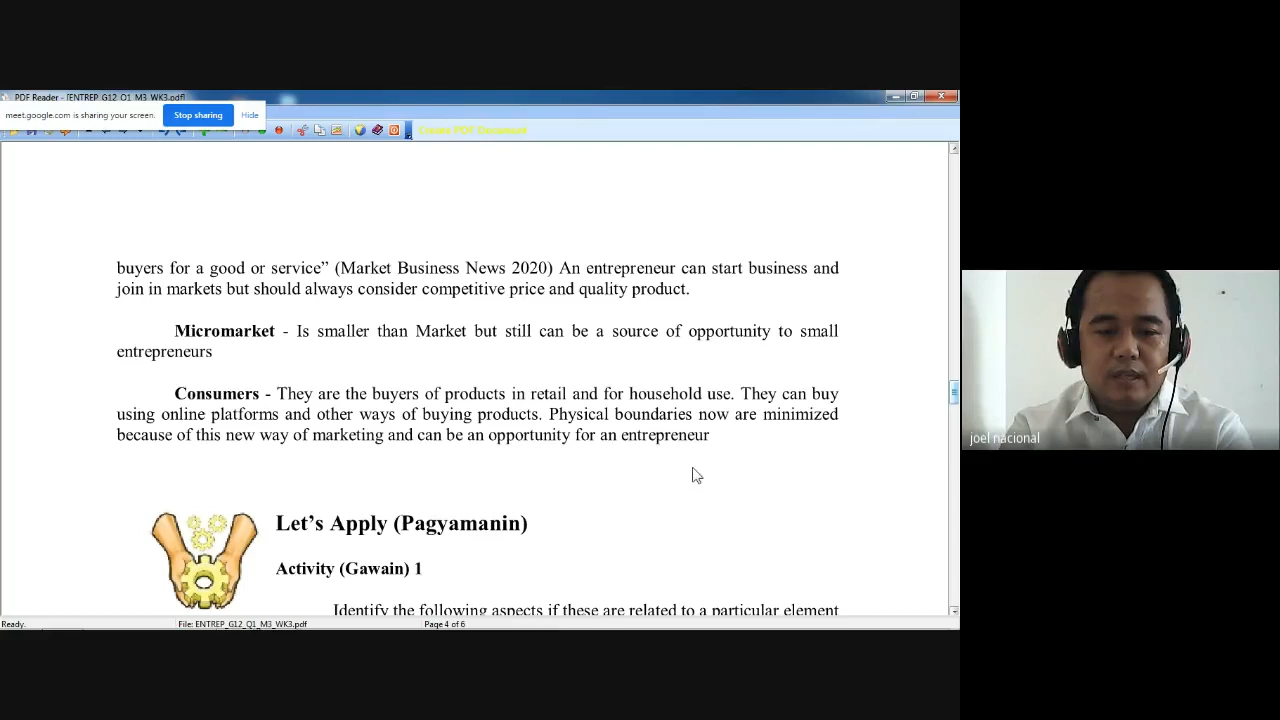 PDF Reader - [ENTREP_G12_Q1_M3_WK3.pdf]
meet.google.com is sharing your screen. Stop sharing Hide
Create PDF Document
buyers for a good or service” (Market Business News 2020) An entrepreneur can start business and
join in markets but should always consider competitive price and quality product.
Micromarket - Is smaller than Market but still can be a source of opportunity to small
entrepreneurs
Consumers - They are the buyers of products in retail and for household use. They can buy
using online platforms and other ways of buying products. Physical boundaries now are minimized
because of this new way of marketing and can be an opportunity for an entrepreneur
joel nacional
Let’s Apply (Pagyamanin)
Activity (Gawain) 1
Identify the following aspects if these are related to a particular element
Ready. File: ENTREP_G12_Q1_M3_WK3.pdf Page 4 of 6